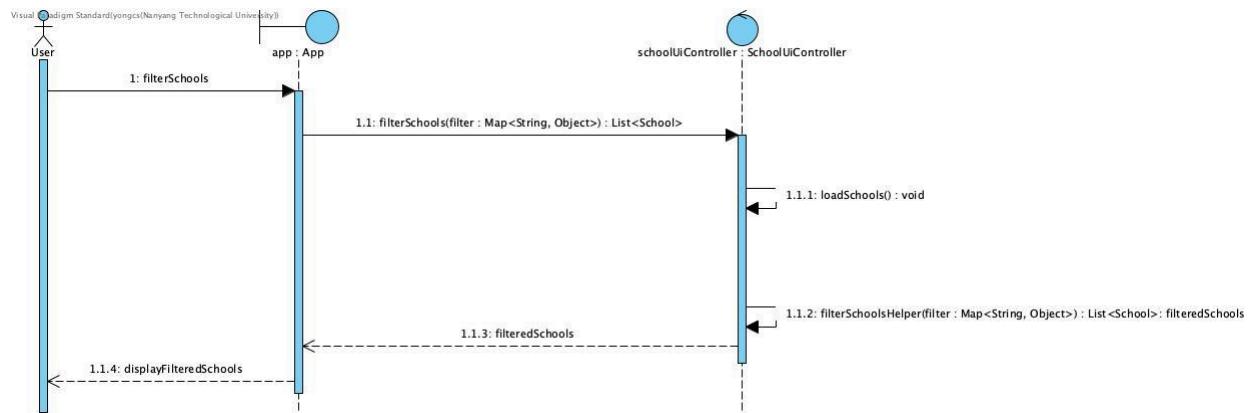 Visual Paradigm Standard(yongcs(Nanyang Technological University))
User
app : App
schoolUiController : SchoolUiController
1: filterSchools
1.1: filterSchools(filter : Map<String, Object>) : List<School>
1.1.1: loadSchools() : void
1.1.2: filterSchoolsHelper(filter : Map<String, Object>) : List<School>: filteredSchools
1.1.3: filteredSchools
1.1.4: displayFilteredSchools